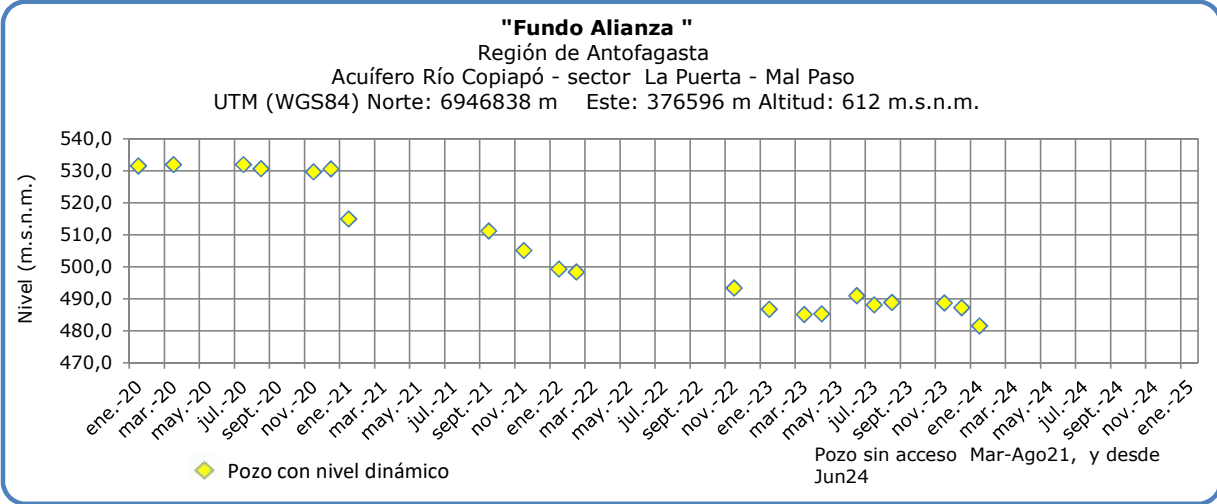 "Fundo Alianza "
Región de Antofagasta
Acuífero Río Copiapó - sector La Puerta - Mal Paso
UTM (WGS84) Norte: 6946838 m Este: 376596 m Altitud: 612 m.s.n.m.
Nivel (m.s.n.m.)
540,0
530,0
520,0
510,0
500,0
490,0
480,0
470,0
ene.-20
mar.-20
may.-20
jul.-20
sept.-20
nov.-20
ene.-21
mar.-21
may.-21
jul.-21
sept.-21
nov.-21
ene.-22
mar.-22
may.-22
jul.-22
sept.-22
nov.-22
ene.-23
mar.-23
may.-23
jul.-23
sept.-23
nov.-23
ene.-24
mar.-24
may.-24
jul.-24
sept.-24
nov.-24
ene.-25
Pozo con nivel dinámico
Pozo sin acceso Mar-Ago21, y desde
Jun24